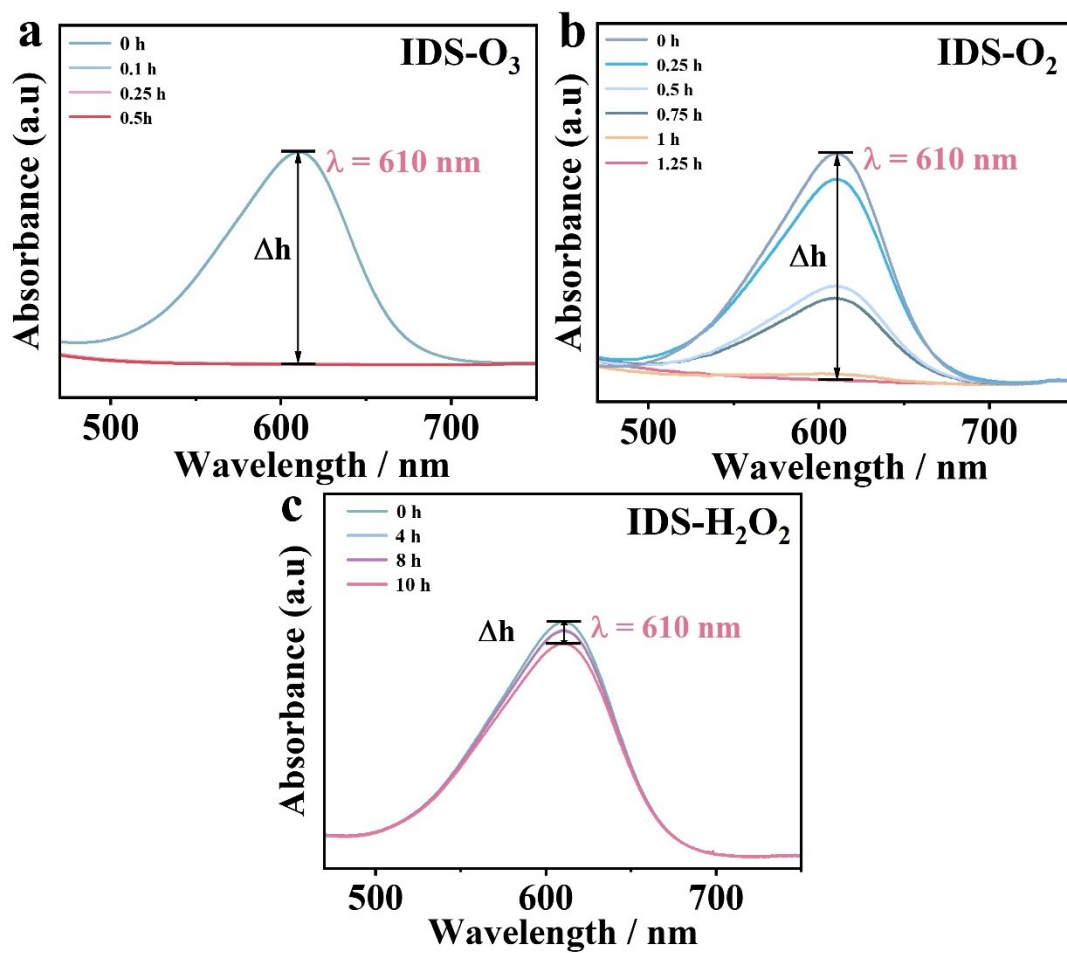 a
0 h
0.1 h
0.25 h
0.5h
IDS-O₃
λ = 610 nm
Δh
Absorbance (a.u)
500 600 700
Wavelength / nm
b
0 h
0.25 h
0.5 h
0.75 h
1 h
1.25 h
IDS-O₂
λ = 610 nm
Δh
Absorbance (a.u)
500 600 700
Wavelength / nm
c
0 h
4 h
8 h
10 h
IDS-H₂O₂
Δh
λ = 610 nm
Absorbance (a.u)
500 600 700
Wavelength / nm